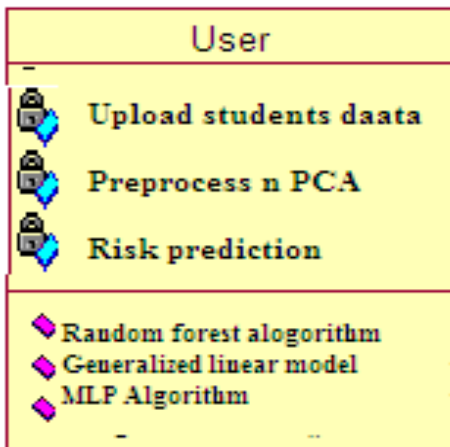 User
Upload students daata
Preprocess n PCA
Risk prediction
Random forest alogorithm
Generalized linear model
MLP Algorithm